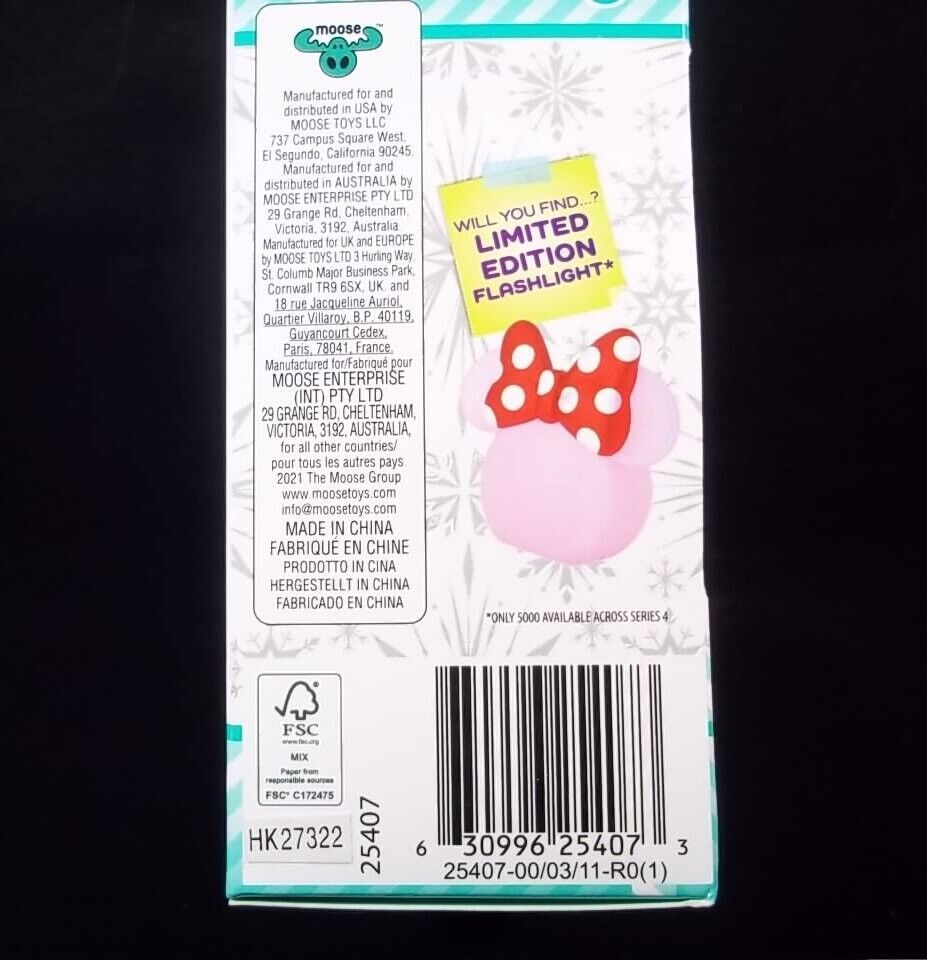 moose™
Manufactured for and
distributed in USA by
MOOSE TOYS LLC
737 Campus Square West,
El Segundo, California 90245.
Manufactured for and
distributed in AUSTRALIA by
MOOSE ENTERPRISE PTY LTD
29 Grange Rd, Cheltenham,
Victoria, 3192, Australia.
Manufactured for UK and EUROPE
by MOOSE TOYS LTD 3 Hurling Way,
St. Columb Major Business Park,
Cornwall TR9 6SX, UK. and
18 rue Jacqueline Auriol,
Quartier Villaroy, B.P. 40119,
Guyancourt Cedex,
Paris, 78041, France.
Manufactured for/Fabriqué pour
MOOSE ENTERPRISE
(INT) PTY LTD
29 GRANGE RD, CHELTENHAM,
VICTORIA, 3192, AUSTRALIA,
for all other countries/
pour tous les autres pays.
2021 The Moose Group
www.moosetoys.com
info@moosetoys.com
MADE IN CHINA
FABRIQUÉ EN CHINE
PRODOTTO IN CINA
HERGESTELLT IN CHINA
FABRICADO EN CHINA
WILL YOU FIND...?
LIMITED
EDITION
FLASHLIGHT*
*ONLY 5000 AVAILABLE ACROSS SERIES 4
FSC
www.fsc.org
MIX
Paper from
responsible sources
FSC® C172475
HK27322
25407
6 30996 25407 3
25407-00/03/11-R0(1)